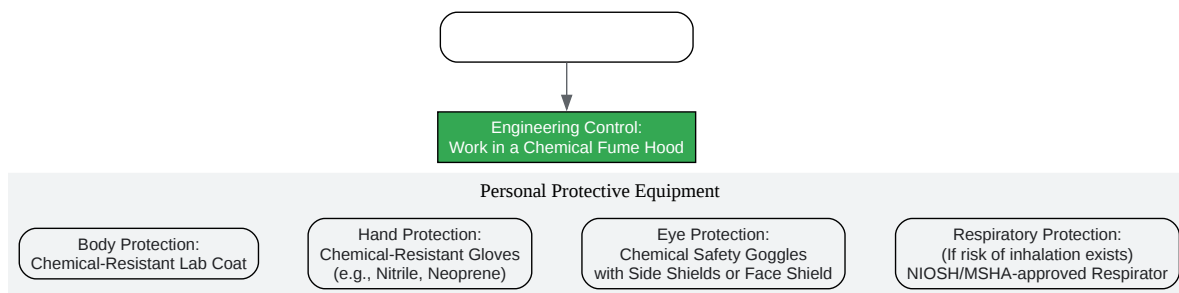 Engineering Control:
Work in a Chemical Fume Hood
Personal Protective Equipment
Body Protection:
Chemical-Resistant Lab Coat
Hand Protection:
Chemical-Resistant Gloves
(e.g., Nitrile, Neoprene)
Eye Protection:
Chemical Safety Goggles
with Side Shields or Face Shield
Respiratory Protection:
(If risk of inhalation exists)
NIOSH/MSHA-approved Respirator